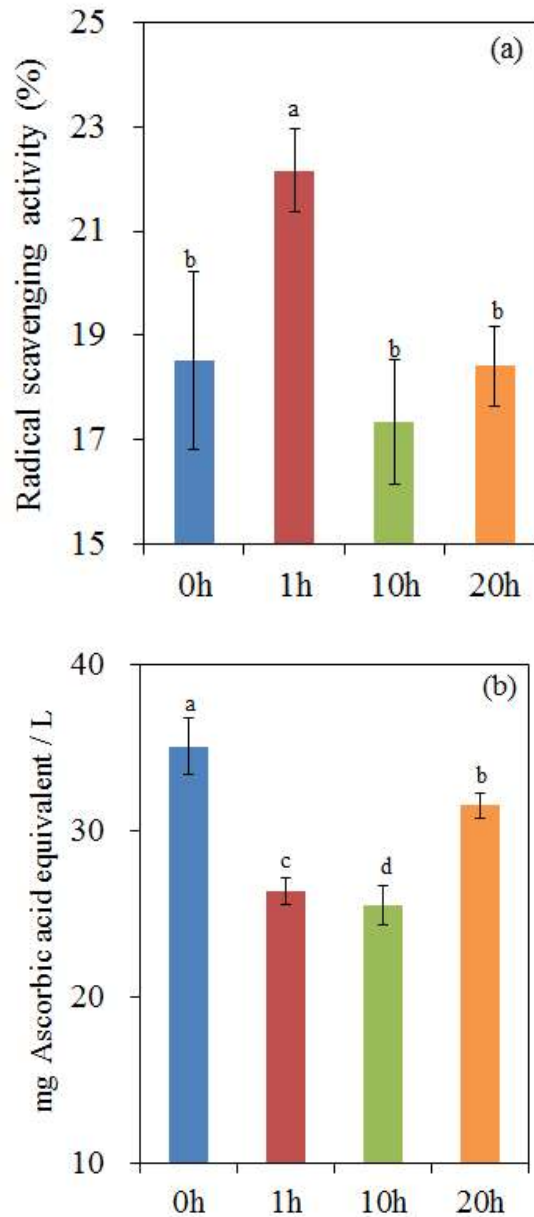 (a)
Radical scavenging activity (%)
25
23
21
19
17
15
b
a
b
b
0h 1h 10h 20h
(b)
mg Ascorbic acid equivalent / L
40
30
20
10
a
c
d
b
0h 1h 10h 20h